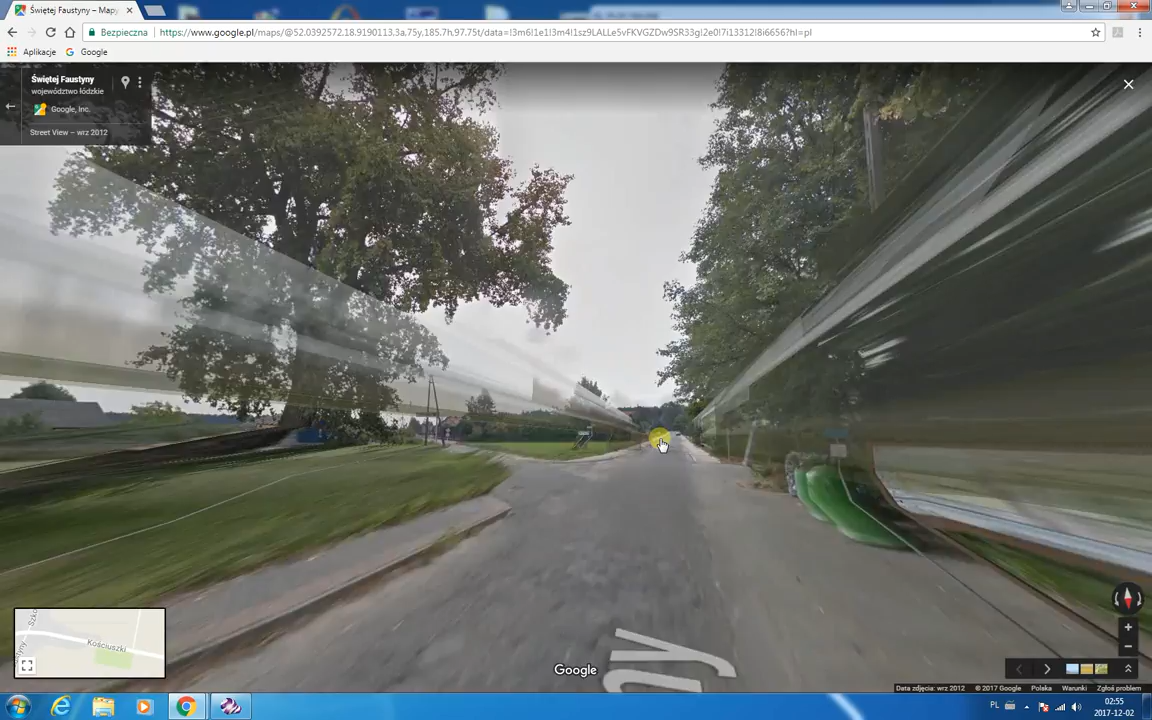 Świętej Faustyny – Mapy
Bezpieczna
https://www.google.pl/maps/@52.0392572,18.9190113,3a,75y,185.7h,97.75t/data=!3m6!1e1!3m4!1sz9LALLe5vFKVGZDw9SR33g!2e0!7i13312!8i6656?hl=pl
Aplikacje
Google
Świętej Faustyny
województwo łódzkie
Google, Inc.
Street View – wrz 2012
ny
Szko
Kościuszki
Google
Data zdjęcia: wrz 2012
© 2017 Google
Polska
Warunki
Zgłoś problem
PL
02:55
2017-12-02